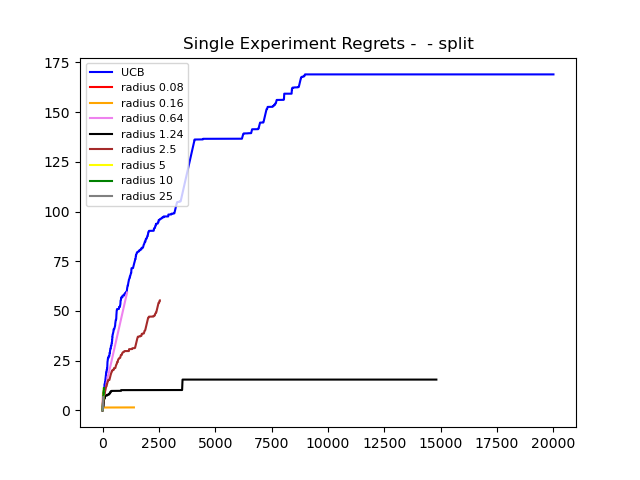 Single Experiment Regrets -  - split
175
150
125
100
75
50
25
0
UCB
radius 0.08
radius 0.16
radius 0.64
radius 1.24
radius 2.5
radius 5
radius 10
radius 25
0 2500 5000 7500 10000 12500 15000 17500 20000